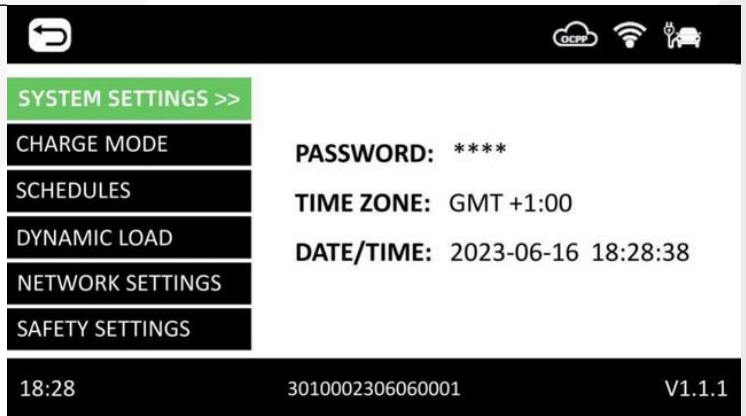 OCPP
SYSTEM SETTINGS >>
CHARGE MODE
SCHEDULES
DYNAMIC LOAD
NETWORK SETTINGS
SAFETY SETTINGS
PASSWORD: ****
TIME ZONE: GMT +1:00
DATE/TIME: 2023-06-16 18:28:38
18:28 3010002306060001 V1.1.1